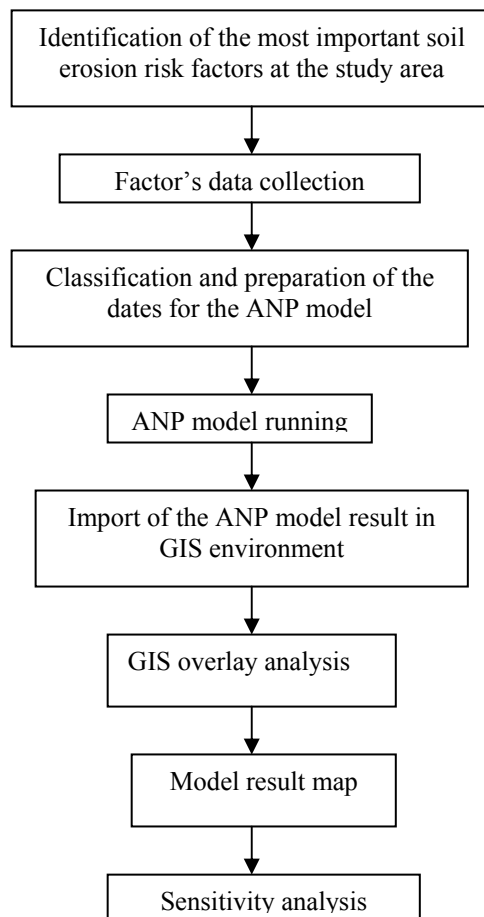 Identification of the most important soil
erosion risk factors at the study area
Factor’s data collection
Classification and preparation of the
dates for the ANP model
ANP model running
Import of the ANP model result in
GIS environment
GIS overlay analysis
Model result map
Sensitivity analysis